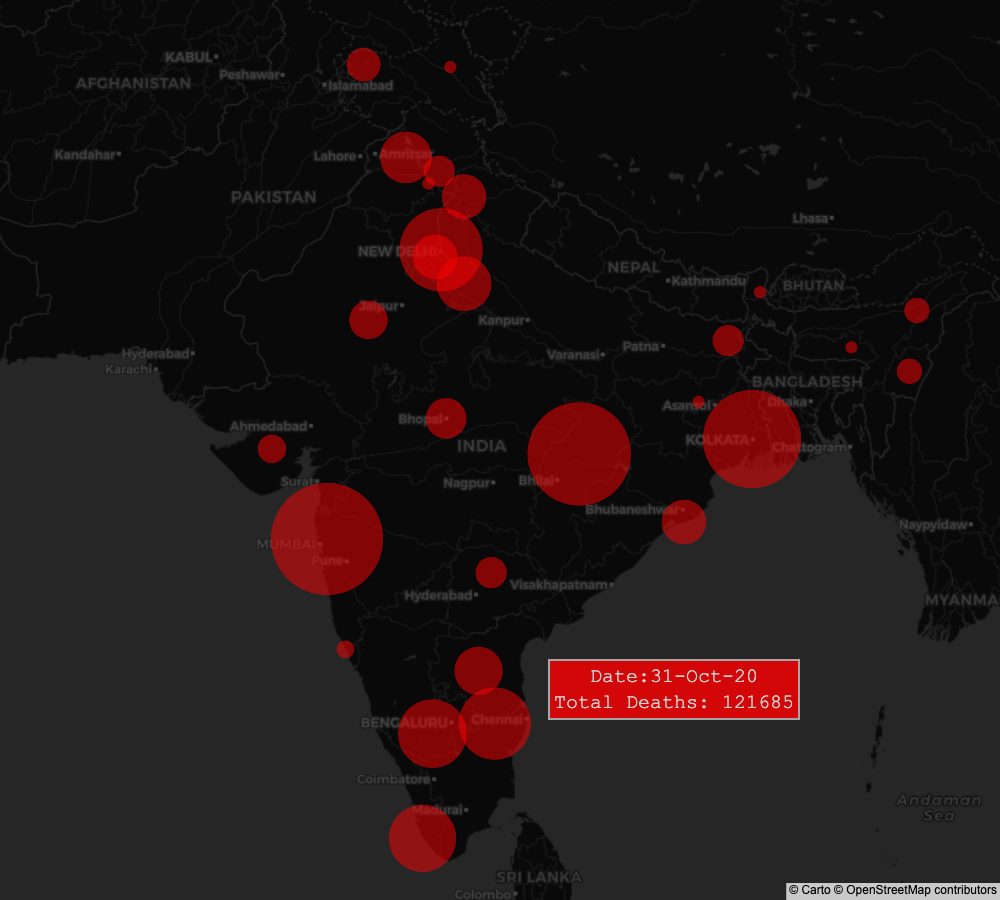 KABUL
Peshawar
AFGHANISTAN
Islamabad
Kandahar
Lahore
Amritsar
PAKISTAN
Lhasa
NEW DELHI
NEPAL
Kathmandu
BHUTAN
Jaipur
Kanpur
Hyderabad
Karachi
Varanasi
Patna
BANGLADESH
Asansol
Dhaka
Ahmedabad
Bhopal
INDIA
KOLKATA
Chattogram
Surat
Nagpur
Bhilai
Bhubaneshwar
Naypyidaw
MUMBAI
Pune
Hyderabad
Visakhapatnam
MYANMA
Date:31-Oct-20
Total Deaths: 121685
BENGALURU
Chennai
Coimbatore
Madurai
Andaman
Sea
SRI LANKA
Colombo
© Carto © OpenStreetMap contributors